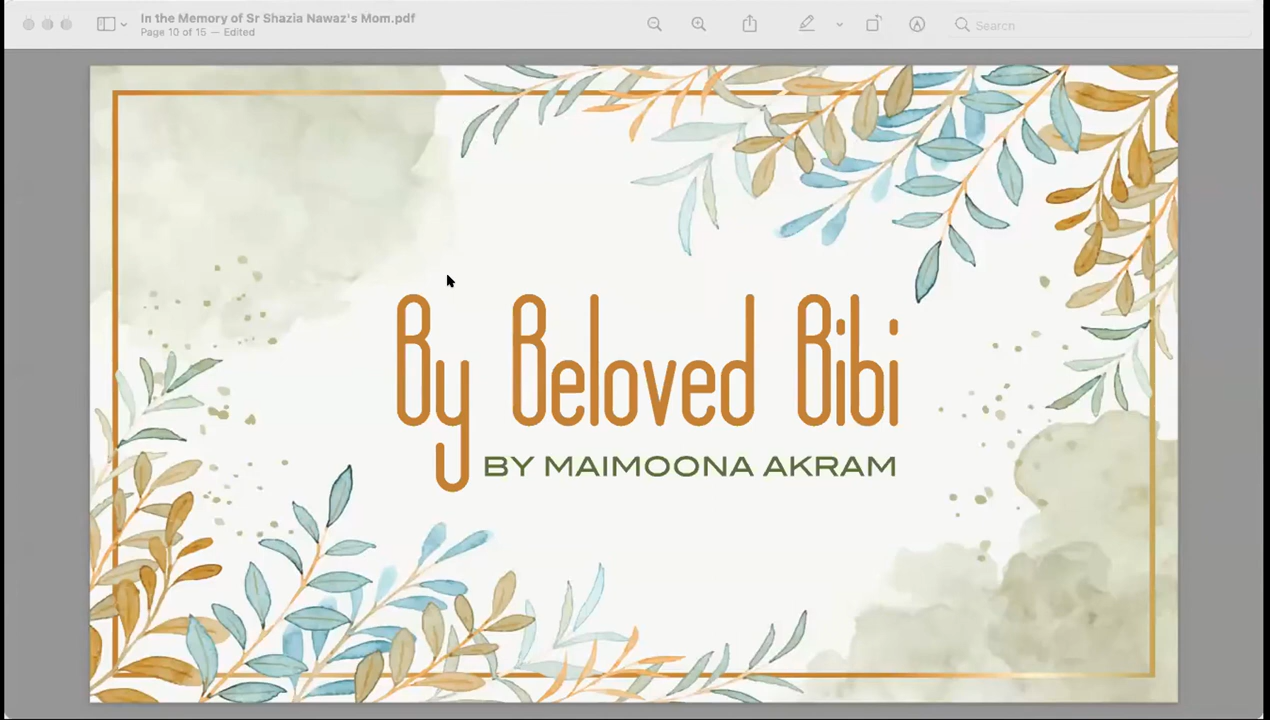 In the Memory of Sr Shazia Nawaz's Mom.pdf
Page 10 of 15 — Edited
Search
By Beloved Bibi
BY MAIMOONA AKRAM